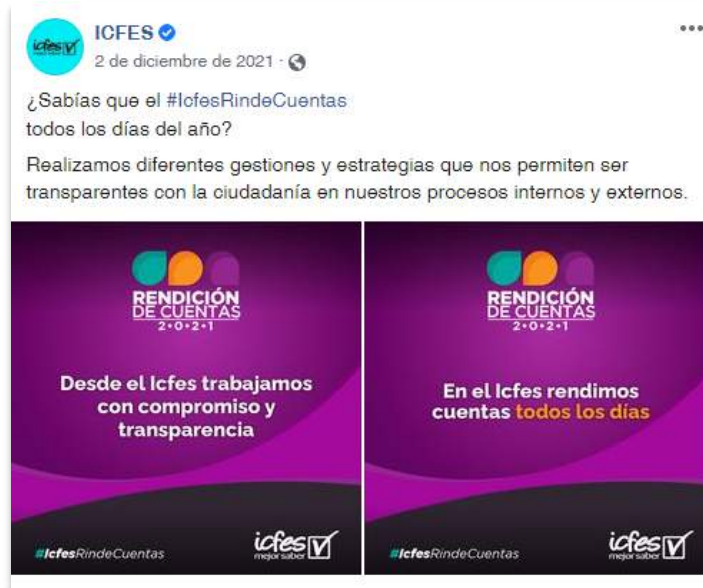 ICFES
2 de diciembre de 2021
¿Sabías que el #IcfesRindeCuentas
todos los días del año?
Realizamos diferentes gestiones y estrategias que nos permiten ser
transparentes con la ciudadanía en nuestros procesos internos y externos.
RENDICIÓN
DE CUENTAS
2•0•2•1
Desde el Icfes trabajamos
con compromiso y
transparencia
#IcfesRindeCuentas
icfes
mejor saber
RENDICIÓN
DE CUENTAS
2•0•2•1
En el Icfes rendimos
cuentas todos los días
#IcfesRindeCuentas
icfes
mejor saber